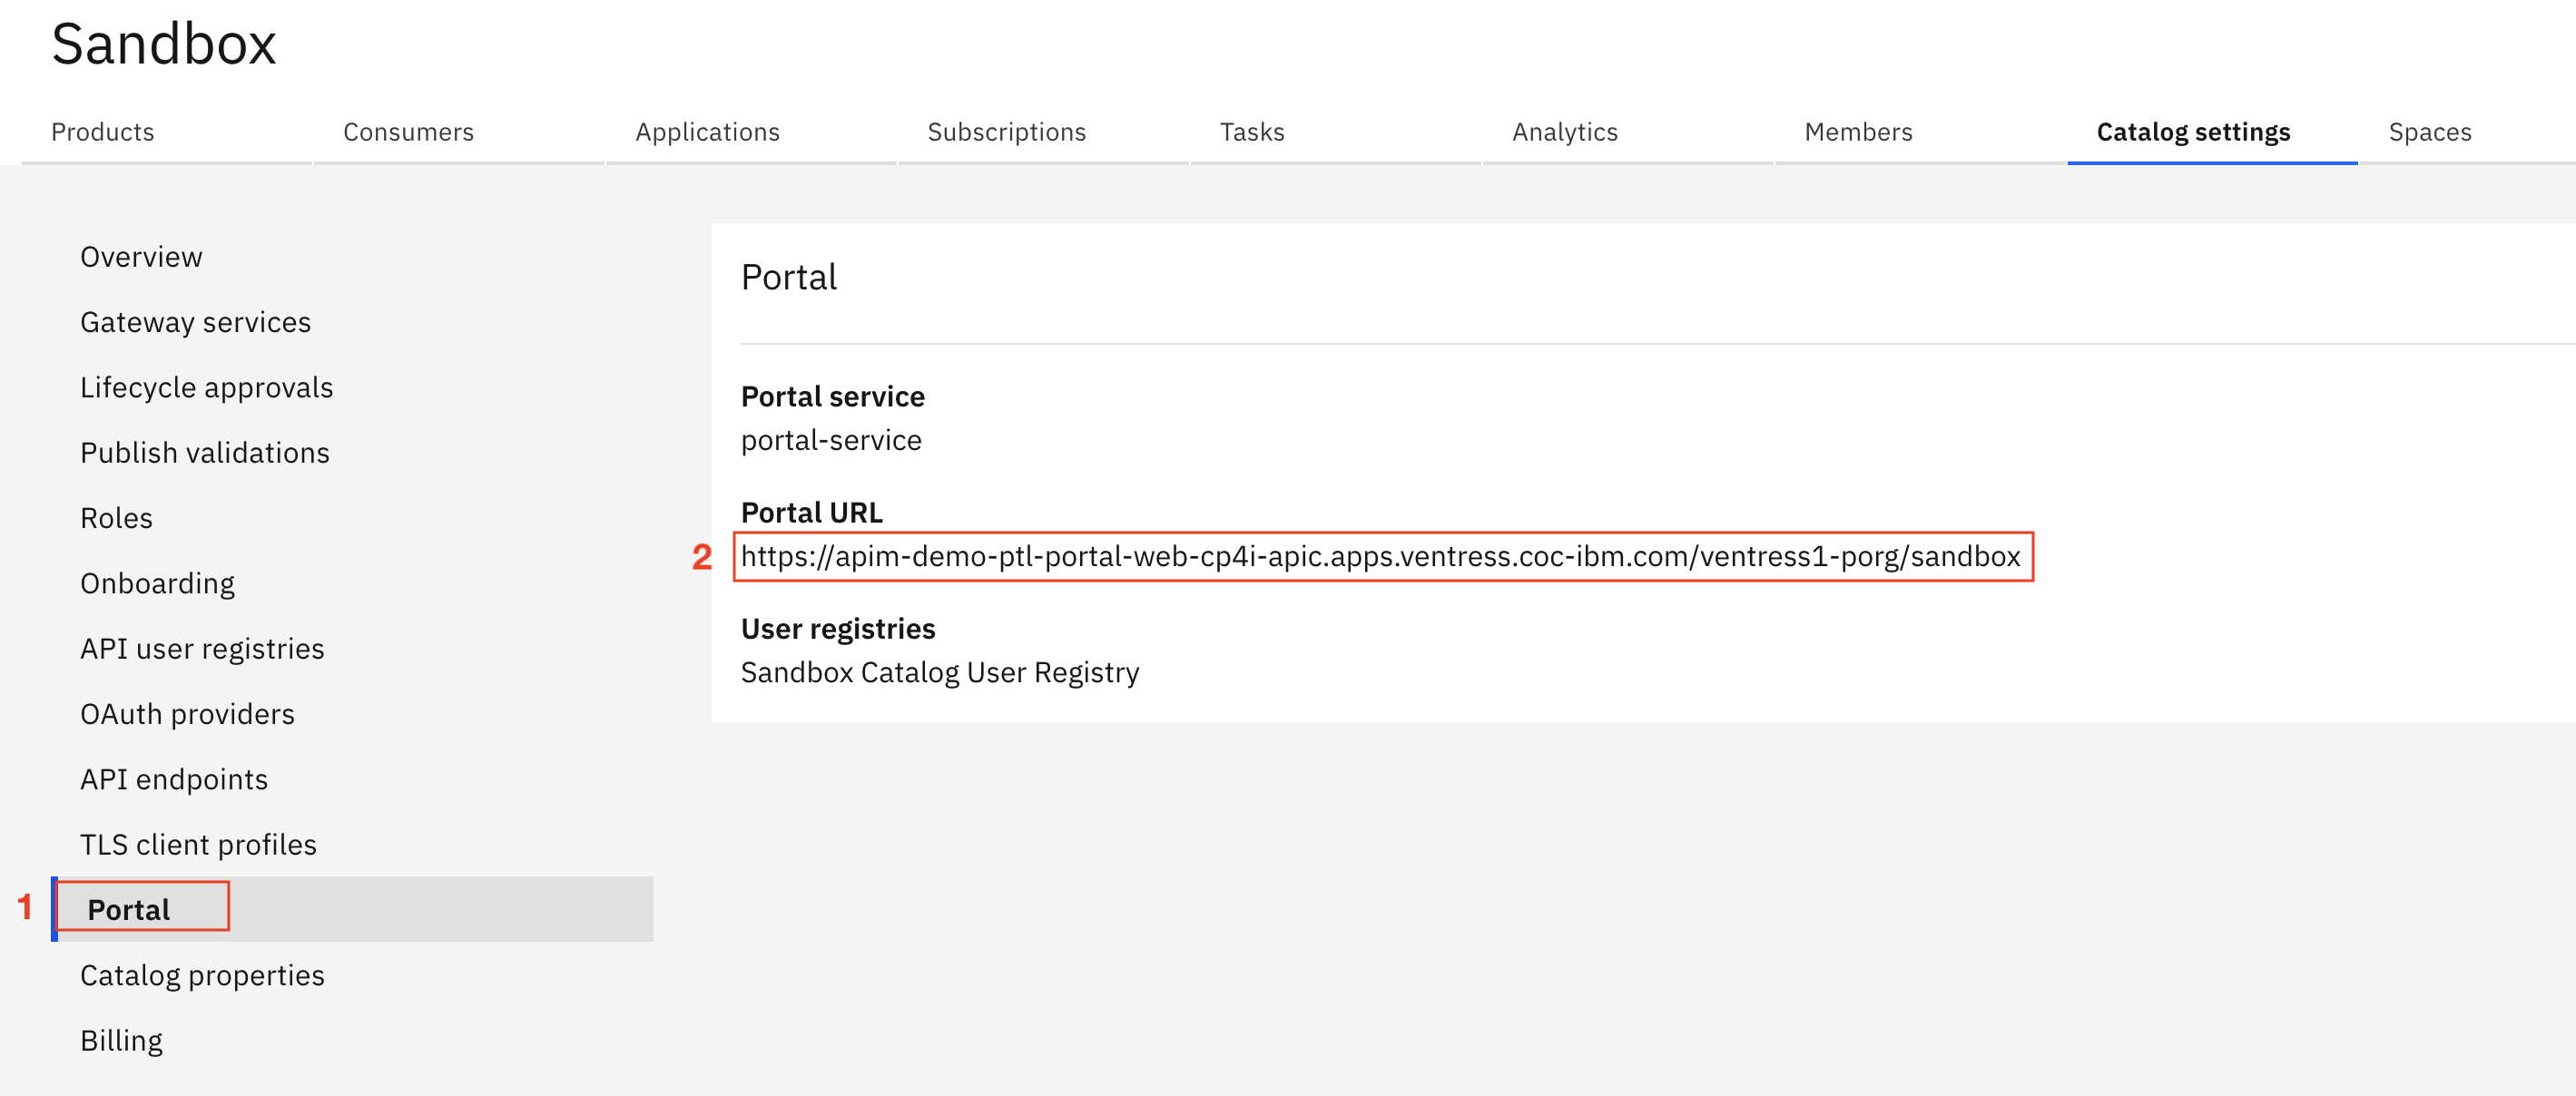 Sandbox
Products Consumers Applications Subscriptions Tasks Analytics Members Catalog settings Spaces
Overview
Gateway services
Lifecycle approvals
Publish validations
Roles
Onboarding
API user registries
OAuth providers
API endpoints
TLS client profiles
1 Portal
Catalog properties
Billing
Portal
Portal service
portal-service
Portal URL
2 https://apim-demo-ptl-portal-web-cp4i-apic.apps.ventress.coc-ibm.com/ventress1-porg/sandbox
User registries
Sandbox Catalog User Registry